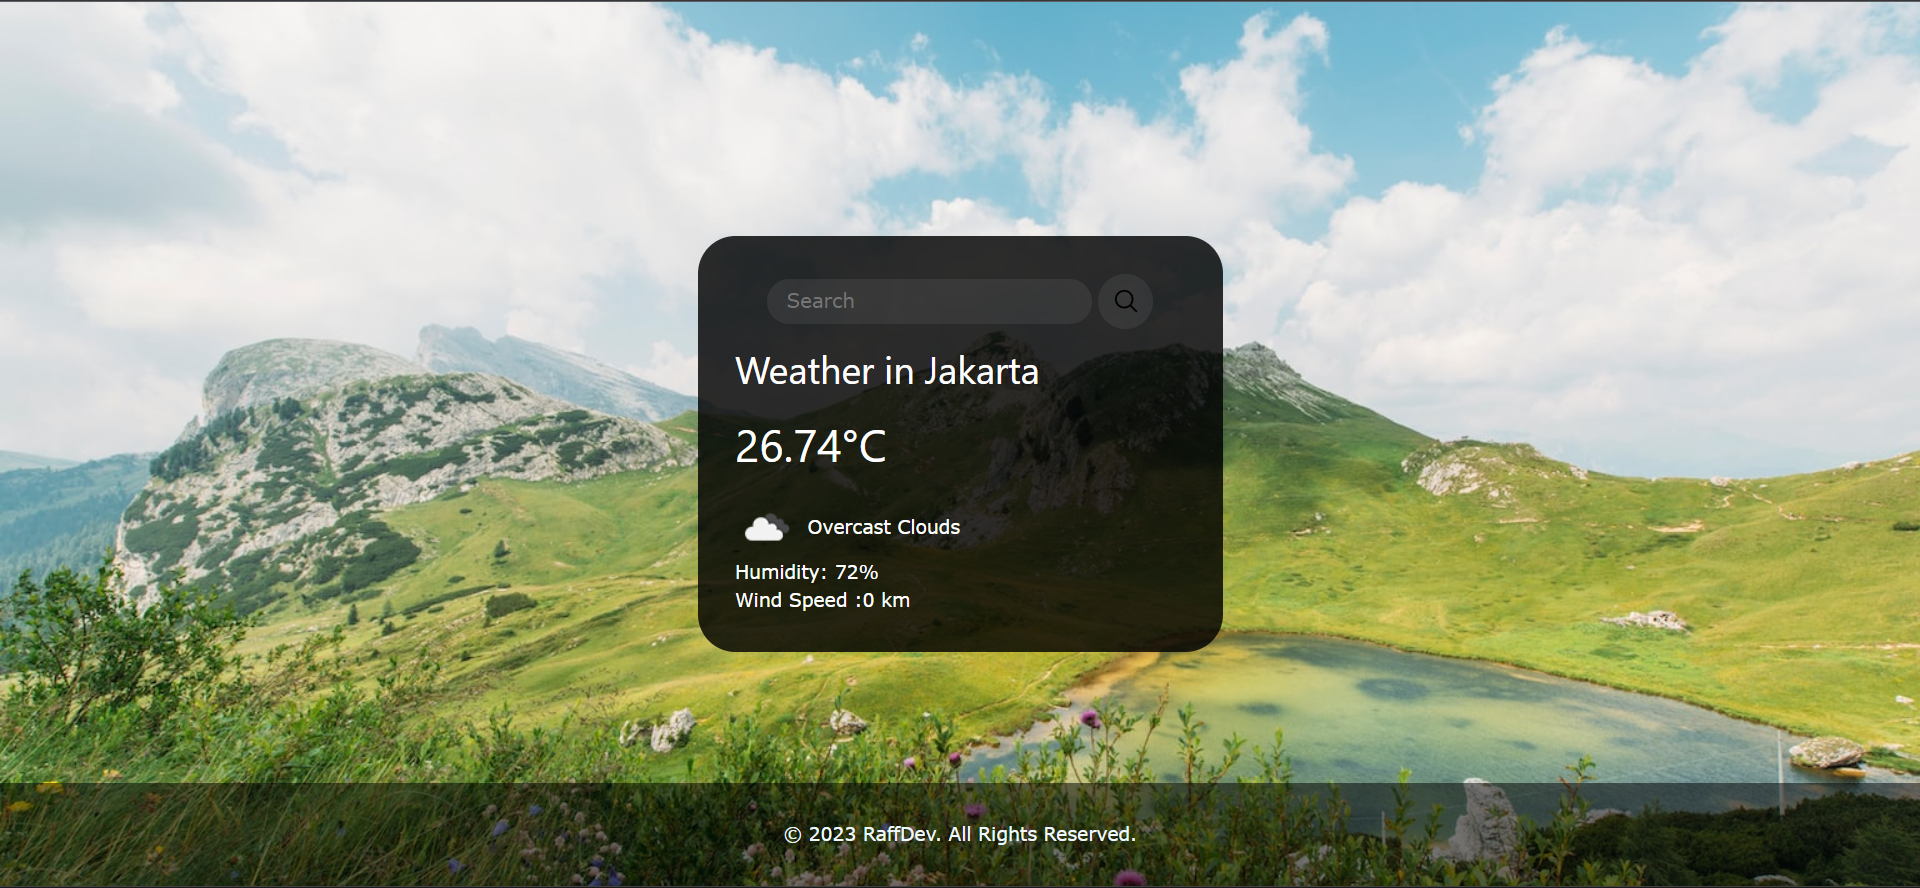 Search
Weather in Jakarta
26.74°C
Overcast Clouds
Humidity: 72%
Wind Speed :0 km
© 2023 RaffDev. All Rights Reserved.